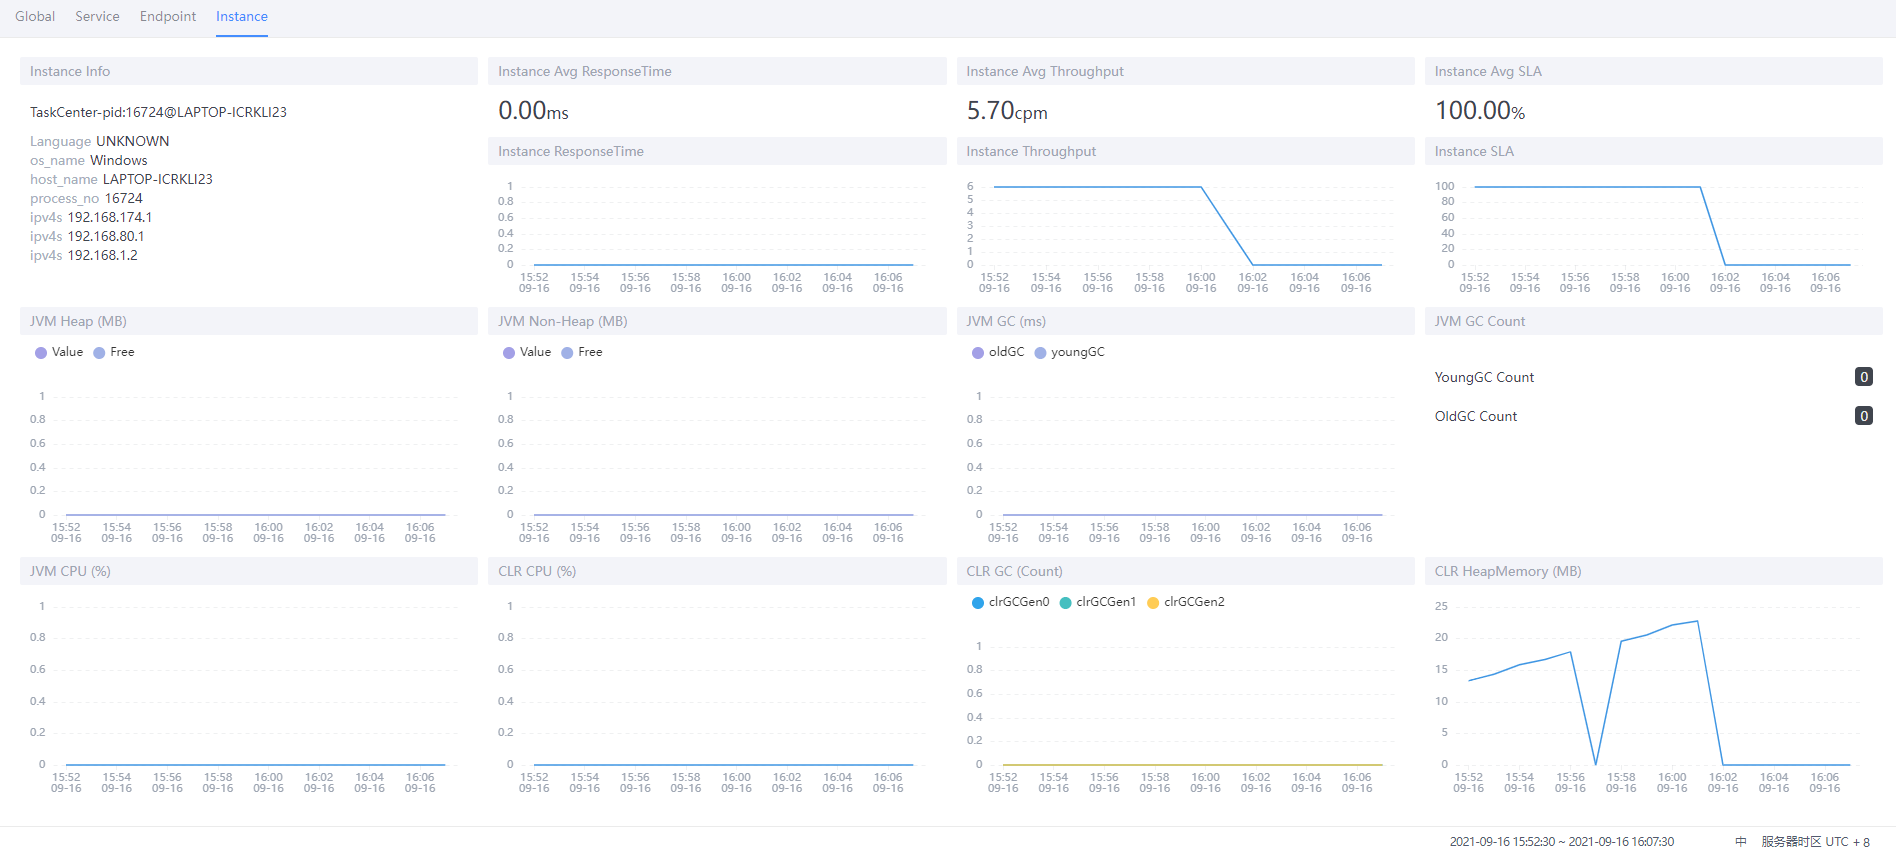 Global Service Endpoint Instance
Instance Info
TaskCenter-pid:16724@LAPTOP-ICRKLI23
Language UNKNOWN
os_name Windows
host_name LAPTOP-ICRKLI23
process_no 16724
ipv4s 192.168.174.1
ipv4s 192.168.80.1
ipv4s 192.168.1.2
Instance Avg ResponseTime
0.00ms
Instance ResponseTime
1
0.8
0.6
0.4
0.2
0
15:52 15:54 15:56 15:58 16:00 16:02 16:04 16:06
09-16 09-16 09-16 09-16 09-16 09-16 09-16 09-16
Instance Avg Throughput
5.70cpm
Instance Throughput
6
5
4
3
2
1
0
15:52 15:54 15:56 15:58 16:00 16:02 16:04 16:06
09-16 09-16 09-16 09-16 09-16 09-16 09-16 09-16
Instance Avg SLA
100.00%
Instance SLA
100
80
60
40
20
0
15:52 15:54 15:56 15:58 16:00 16:02 16:04 16:06
09-16 09-16 09-16 09-16 09-16 09-16 09-16 09-16
JVM Heap (MB)
Value Free
1
0.8
0.6
0.4
0.2
0
15:52 15:54 15:56 15:58 16:00 16:02 16:04 16:06
09-16 09-16 09-16 09-16 09-16 09-16 09-16 09-16
JVM Non-Heap (MB)
Value Free
1
0.8
0.6
0.4
0.2
0
15:52 15:54 15:56 15:58 16:00 16:02 16:04 16:06
09-16 09-16 09-16 09-16 09-16 09-16 09-16 09-16
JVM GC (ms)
oldGC youngGC
1
0.8
0.6
0.4
0.2
0
15:52 15:54 15:56 15:58 16:00 16:02 16:04 16:06
09-16 09-16 09-16 09-16 09-16 09-16 09-16 09-16
JVM GC Count
YoungGC Count 0
OldGC Count 0
JVM CPU (%)
1
0.8
0.6
0.4
0.2
0
15:52 15:54 15:56 15:58 16:00 16:02 16:04 16:06
09-16 09-16 09-16 09-16 09-16 09-16 09-16 09-16
CLR CPU (%)
1
0.8
0.6
0.4
0.2
0
15:52 15:54 15:56 15:58 16:00 16:02 16:04 16:06
09-16 09-16 09-16 09-16 09-16 09-16 09-16 09-16
CLR GC (Count)
clrGCGen0 clrGCGen1 clrGCGen2
1
0.8
0.6
0.4
0.2
0
15:52 15:54 15:56 15:58 16:00 16:02 16:04 16:06
09-16 09-16 09-16 09-16 09-16 09-16 09-16 09-16
CLR HeapMemory (MB)
25
20
15
10
5
0
15:52 15:54 15:56 15:58 16:00 16:02 16:04 16:06
09-16 09-16 09-16 09-16 09-16 09-16 09-16 09-16
2021-09-16 15:52:30 ~ 2021-09-16 16:07:30 中 服务器时区 UTC + 8